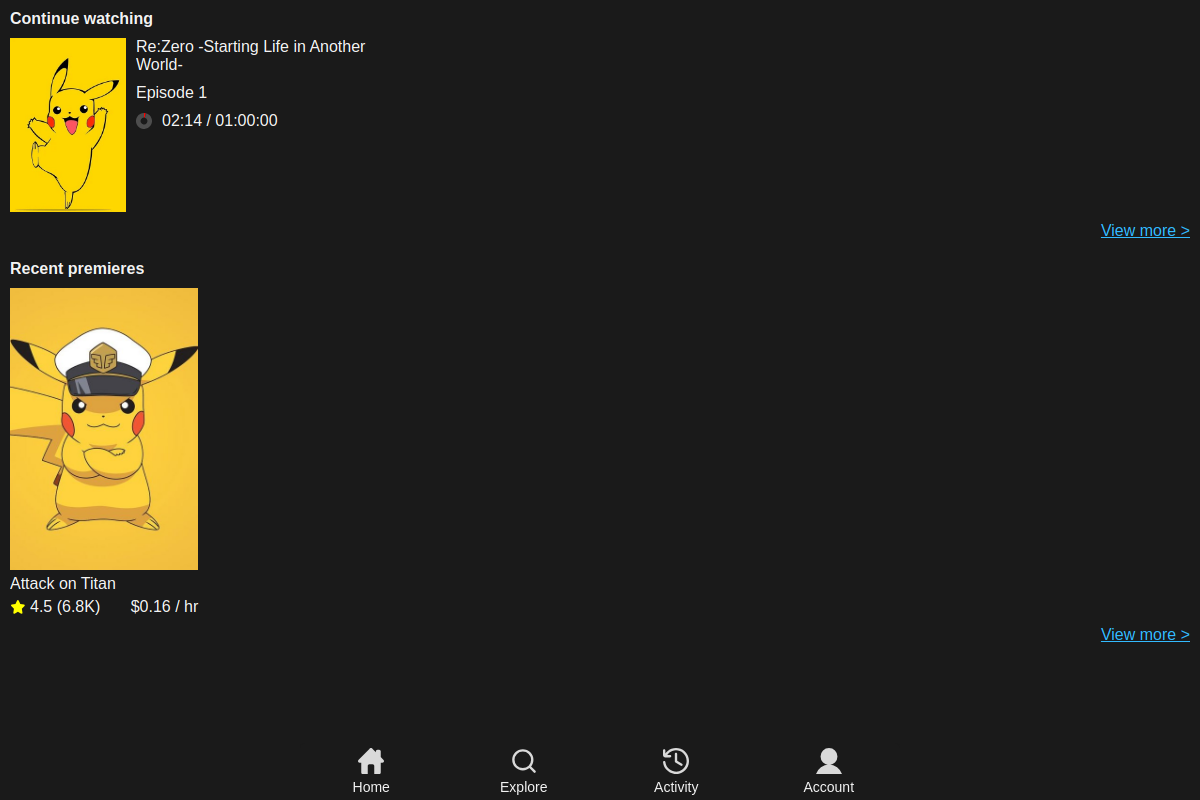 Continue watching
Re:Zero -Starting Life in Another
World-
Episode 1
02:14 / 01:00:00
View more >
Recent premieres
Attack on Titan
4.5 (6.8K) $0.16 / hr
View more >
Home Explore Activity Account